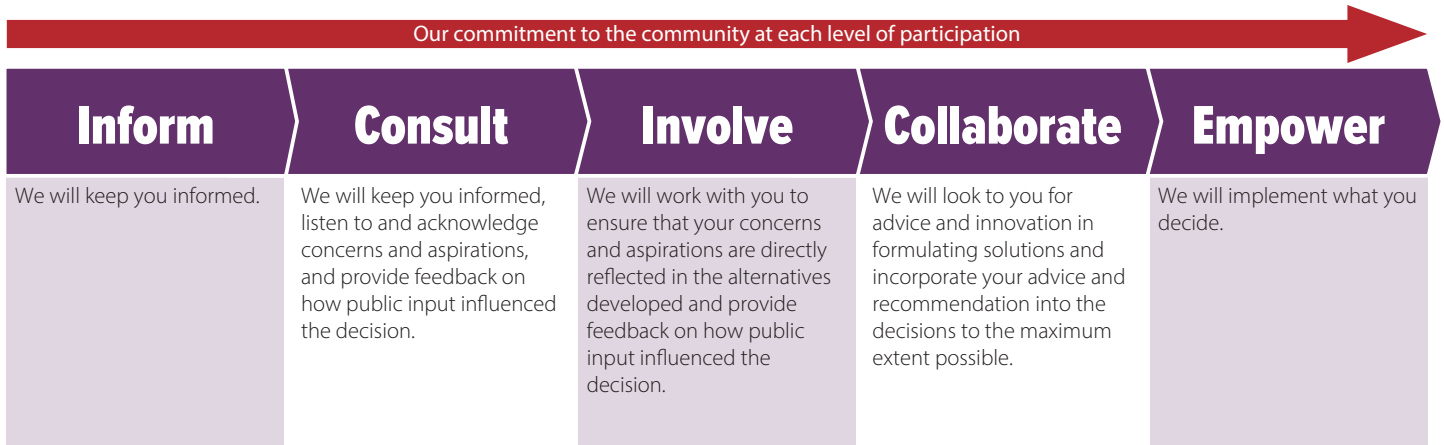 Our commitment to the community at each level of participation
Inform
Consult
Involve
Collaborate
Empower
We will keep you informed.
We will keep you informed,
listen to and acknowledge
concerns and aspirations,
and provide feedback on
how public input influenced
the decision.
We will work with you to
ensure that your concerns
and aspirations are directly
reflected in the alternatives
developed and provide
feedback on how public
input influenced the
decision.
We will look to you for
advice and innovation in
formulating solutions and
incorporate your advice and
recommendation into the
decisions to the maximum
extent possible.
We will implement what you
decide.